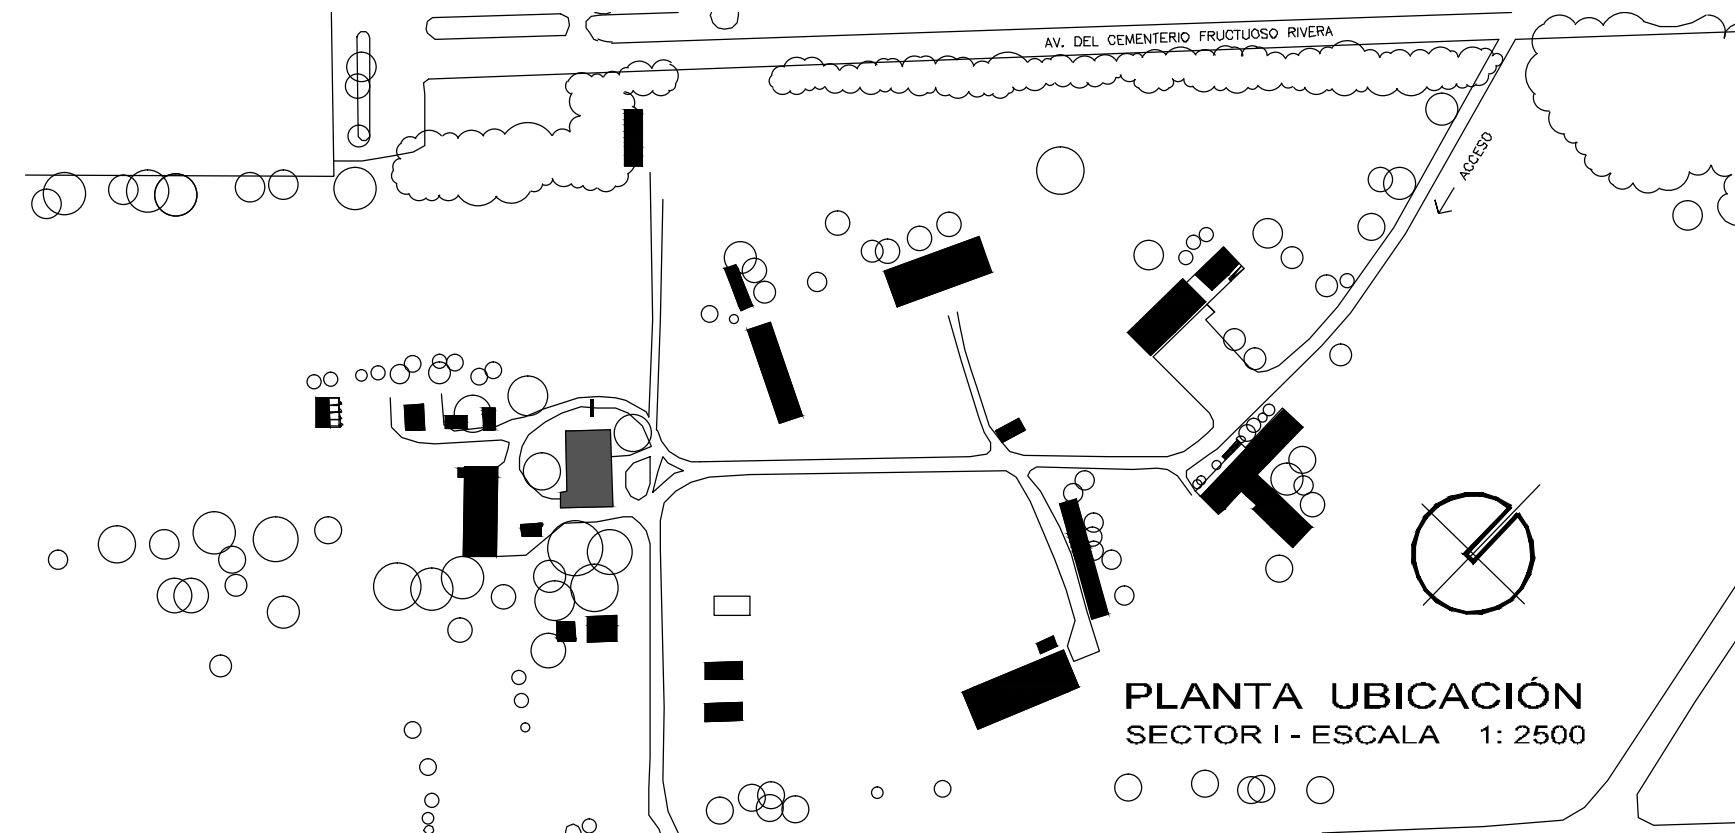 AV. DEL CEMENTERIO FRUCTUOSO RIVERA
ACCESO
PLANTA UBICACIÓN
SECTOR I - ESCALA 1: 2500